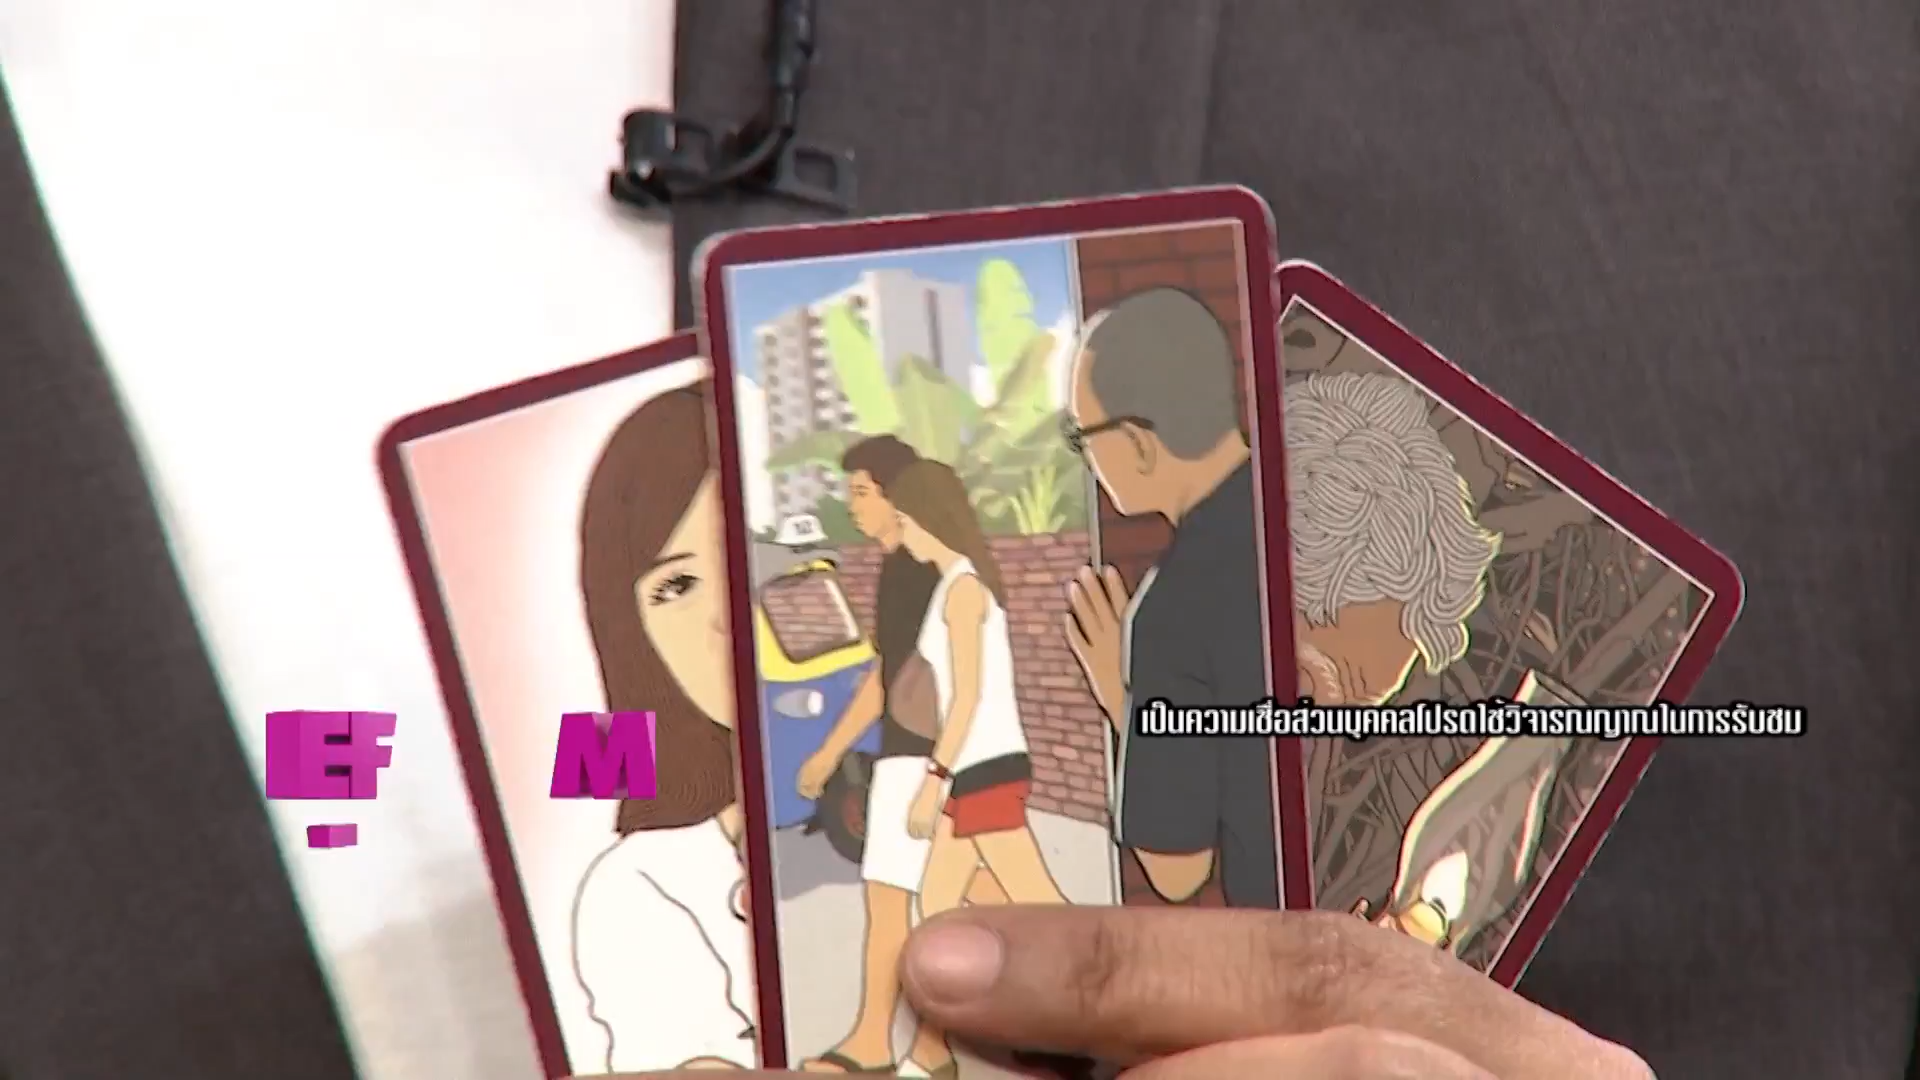 EF M
เป็นความเชื่อส่วนบุคคลโปรดใช้วิจารณญาณในการรับชม